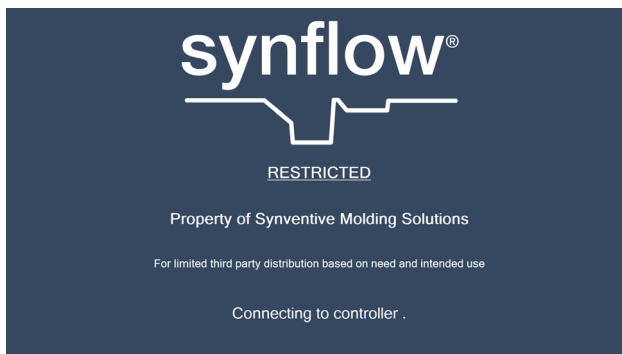 synflow®
RESTRICTED
Property of Synventive Molding Solutions
For limited third party distribution based on need and intended use
Connecting to controller .